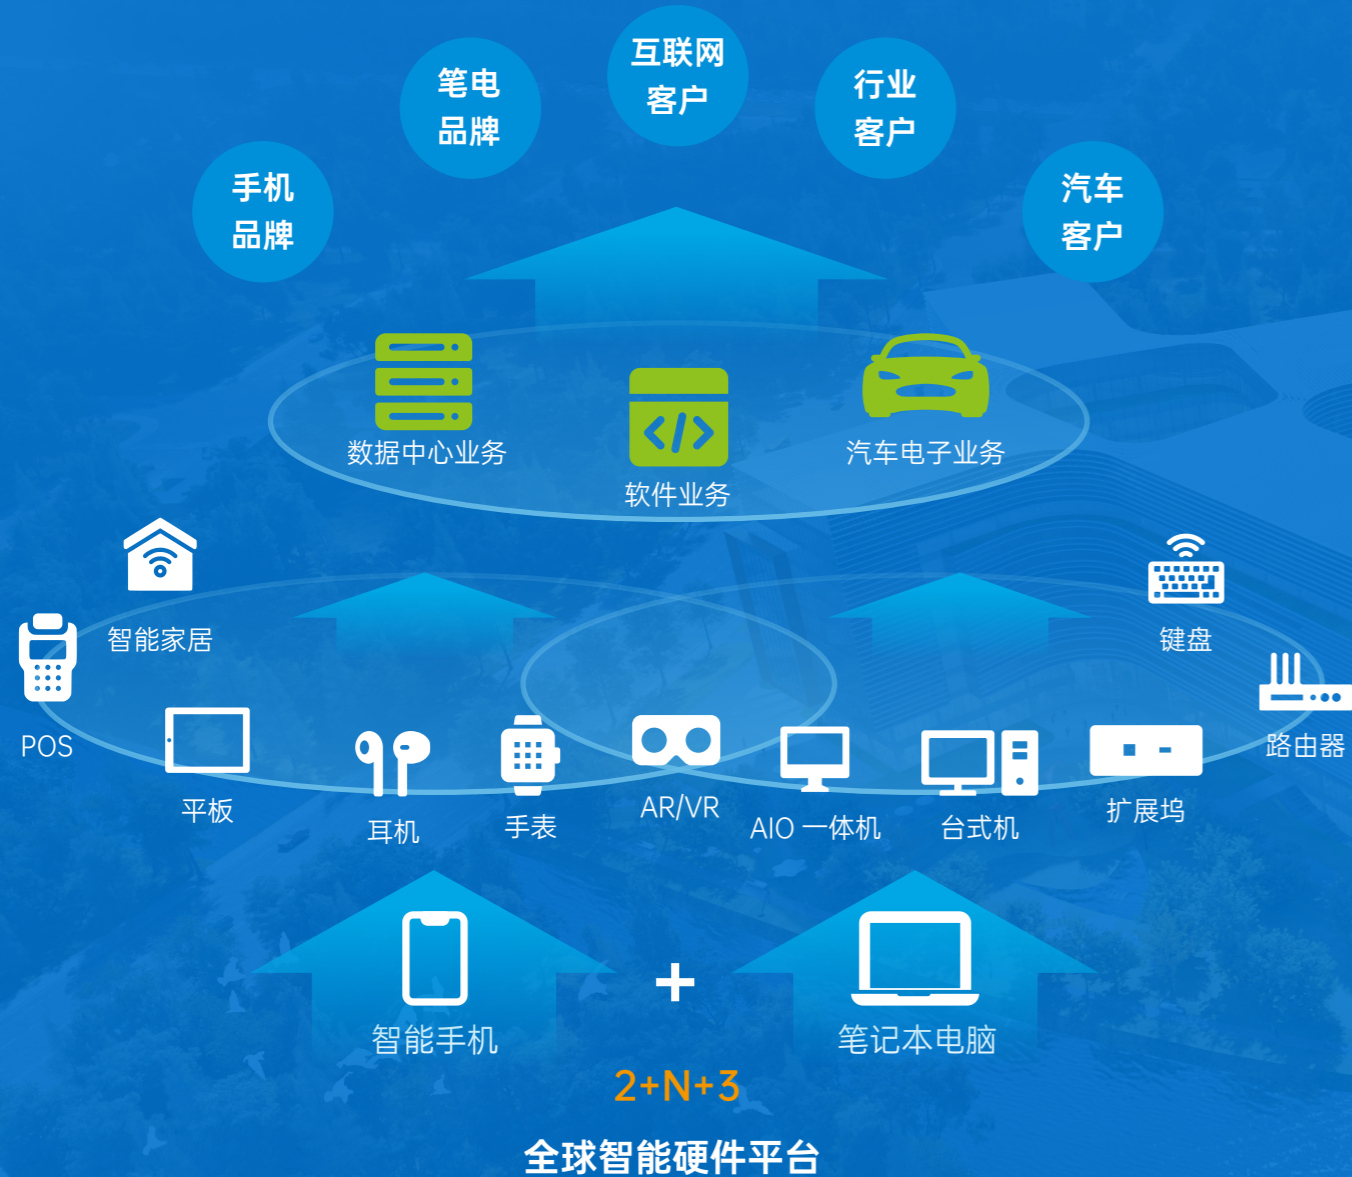 互联网
客户
笔电
品牌
行业
客户
手机
品牌
汽车
客户
数据中心业务
软件业务
汽车电子业务
智能家居
键盘
POS
路由器
平板
耳机
手表
AR/VR
AIO 一体机
台式机
扩展坞
智能手机
+
笔记本电脑
2+N+3
全球智能硬件平台